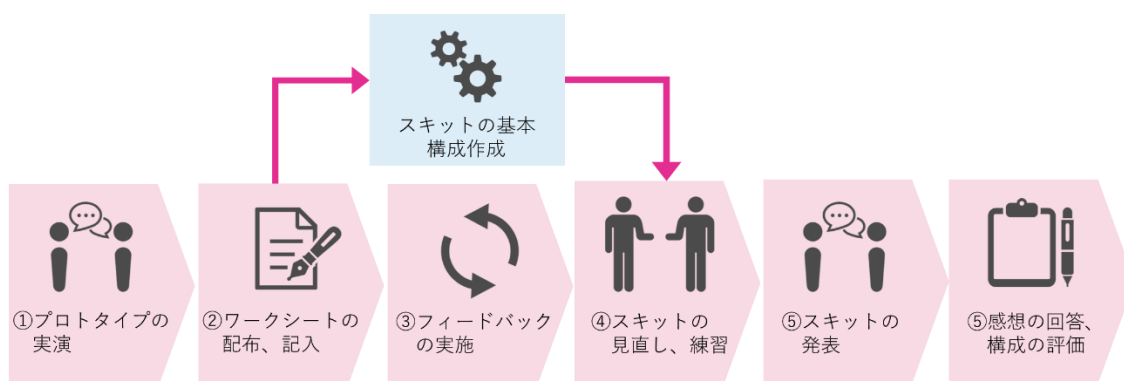 スキットの基本
構成作成
①プロトタイプの
実演
②ワークシートの
配布、記入
③フィードバック
の実施
④スキットの
見直し、練習
⑤スキットの
発表
⑤感想の回答、
構成の評価